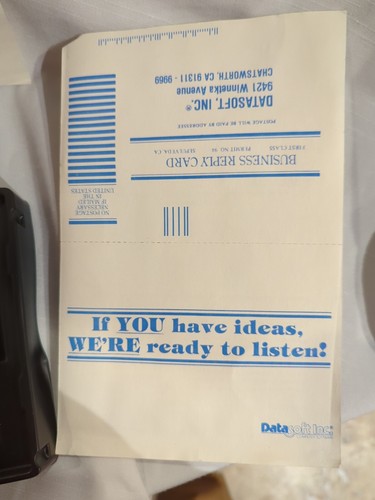 If YOU have ideas,
WE'RE ready to listen!
Datasoft Inc.
NO POSTAGE
NECESSARY
IF MAILED
IN THE
UNITED STATES
BUSINESS REPLY CARD
FIRST CLASS PERMIT NO. 94 SEPULVEDA, CA
POSTAGE WILL BE PAID BY ADDRESSEE
DATASOFT, INC.®
9421 Winnetka Avenue
CHATSWORTH, CA 91311 - 9969